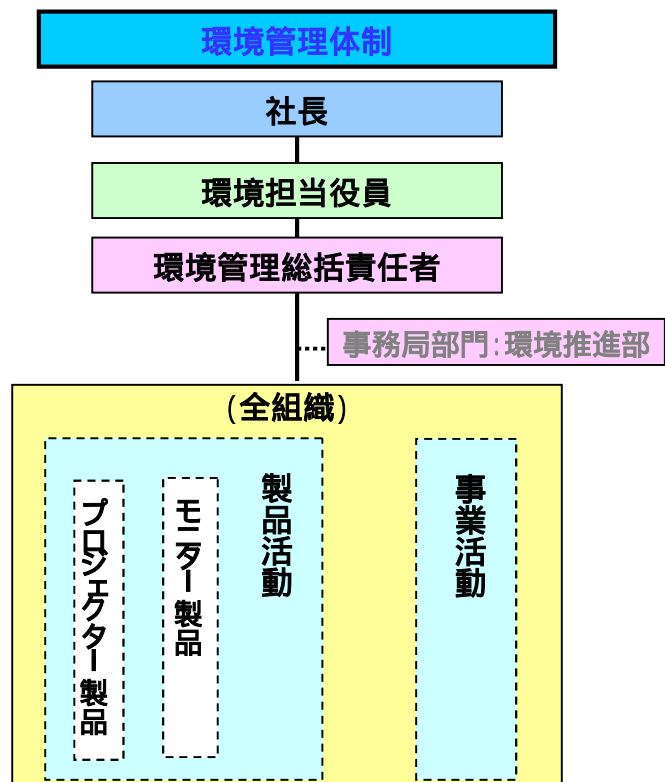 環境管理体制
社長
環境担当役員
環境管理総括責任者
事務局部門:環境推進部
(全組織)
事業活動
製品活動
モニター製品
プロジェクター製品